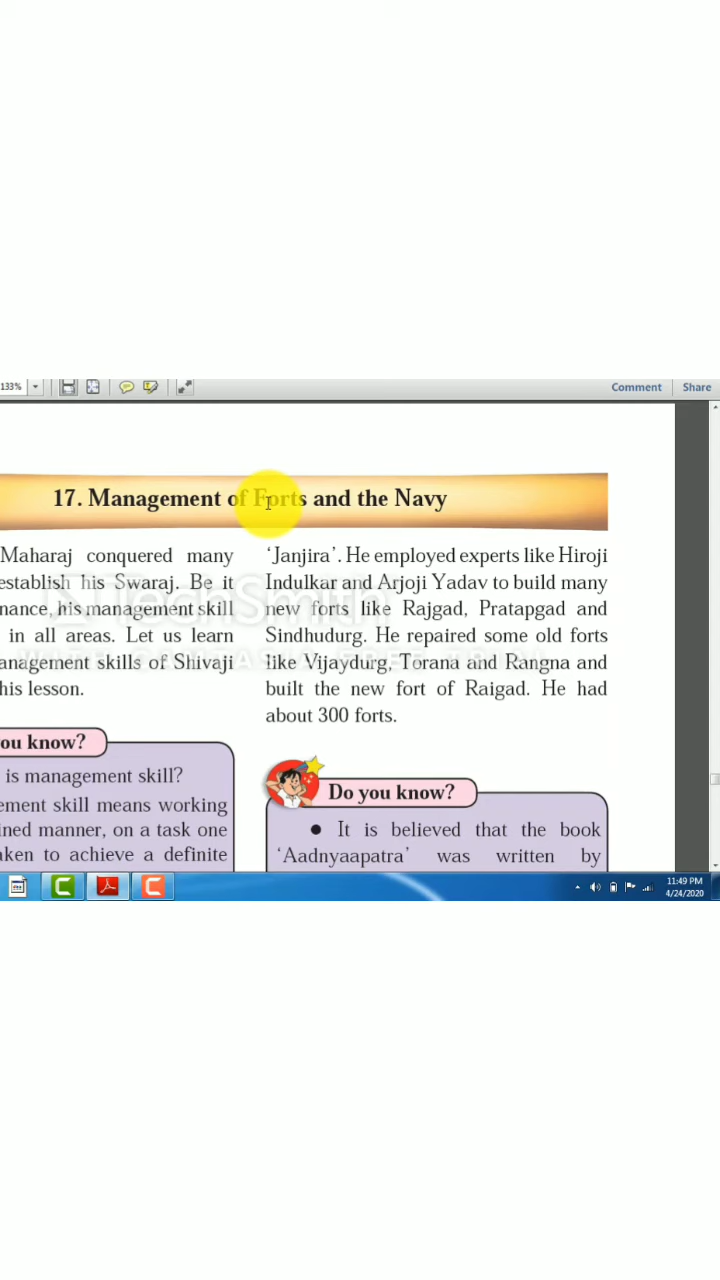 133%
Comment
Share
17. Management of Forts and the Navy
Maharaj conquered many
establish his Swaraj. Be it
nance, his management skill
in all areas. Let us learn
anagement skills of Shivaji
his lesson.
ou know?
is management skill?
ement skill means working
ined manner, on a task one
aken to achieve a definite
‘Janjira’. He employed experts like Hiroji
Indulkar and Arjoji Yadav to build many
new forts like Rajgad, Pratapgad and
Sindhudurg. He repaired some old forts
like Vijaydurg, Torana and Rangna and
built the new fort of Raigad. He had
about 300 forts.
Do you know?
● It is believed that the book
‘Aadnyaapatra’ was written by
TechSmith
WITH CAMTASIA FREE TRIAL
11:49 PM
4/24/2020